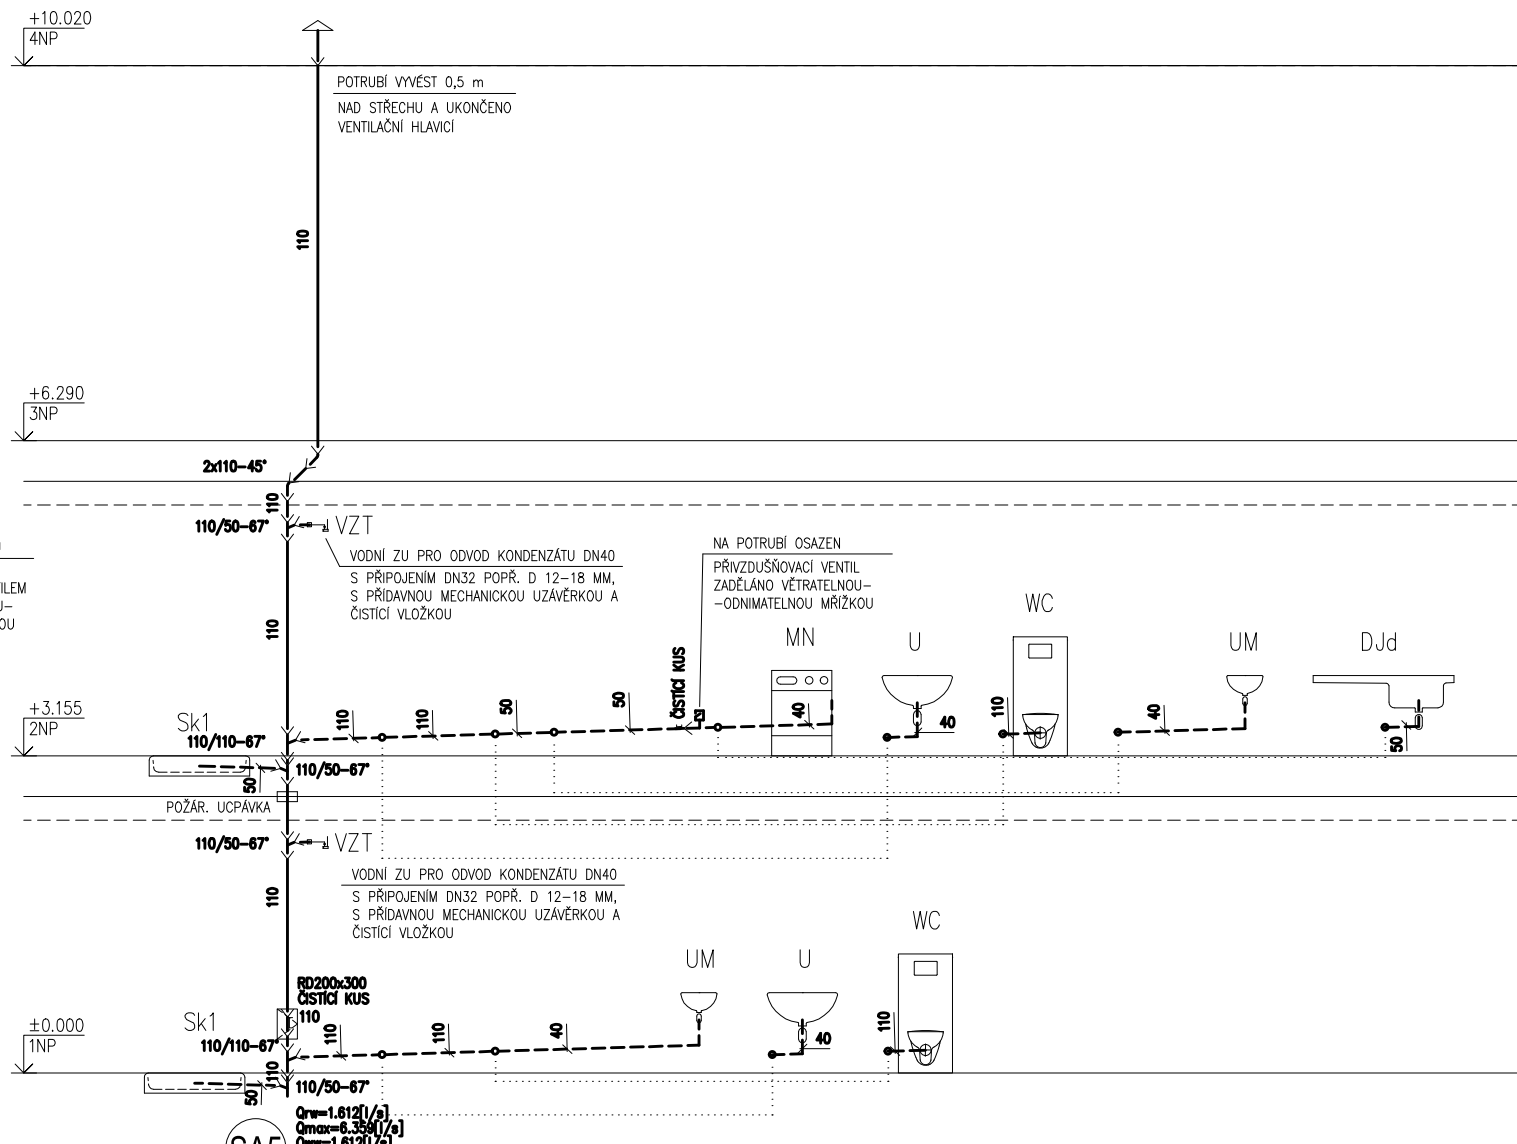 +10.020
4NP
POTRUBÍ VYVÉST 0,5 m
NAD STŘECHU A UKONČENO
VENTILAČNÍ HLAVICÍ
110
+6.290
3NP
2x110-45°
110
110/50-67°
VZT
VODNÍ ZU PRO ODVOD KONDENZÁTU DN40
S PŘIPOJENÍM DN32 POPŘ. D 12-18 MM,
S PŘÍDAVNOU MECHANICKOU UZÁVĚRKOU A
ČISTÍCÍ VLOŽKOU
NA POTRUBÍ OSAZEN
PŘIVZDUŠŇOVACÍ VENTIL
ZADĚLÁNO VĚTRATELNOU-
-ODNIMATELNOU MŘÍŽKOU
ILEM
U-
OU
110
MN
U
WC
UM
DJd
+3.155
2NP
Sk1
110/110-67°
110
110
50
50
ČISTÍCÍ KUS
40
40
110
40
50
110/50-67°
50
POŽÁR. UCPÁVKA
110/50-67°
VZT
VODNÍ ZU PRO ODVOD KONDENZÁTU DN40
S PŘIPOJENÍM DN32 POPŘ. D 12-18 MM,
S PŘÍDAVNOU MECHANICKOU UZÁVĚRKOU A
ČISTÍCÍ VLOŽKOU
110
UM
U
WC
RD200x300
ČISTÍCÍ KUS
110
±0.000
1NP
Sk1
110/110-67°
110
110
40
40
110
110
110/50-67°
50
Qrw=1.612[l/s]
Qmax=6.359[l/s]
Qww=1.612[l/s]